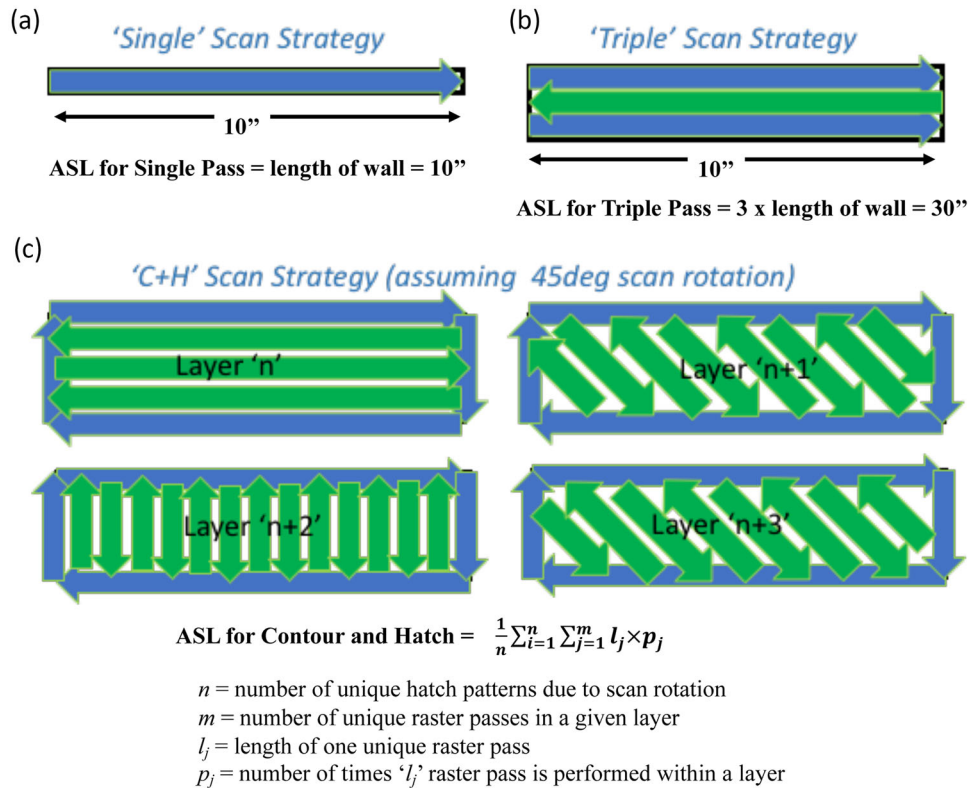 (a)
‘Single’ Scan Strategy
10”
ASL for Single Pass = length of wall = 10”
(b)
‘Triple’ Scan Strategy
10”
ASL for Triple Pass = 3 x length of wall = 30”
(c)
‘C+H’ Scan Strategy (assuming 45deg scan rotation)
Layer ‘n’
Layer ‘n+1’
Layer ‘n+2’
Layer ‘n+3’
ASL for Contour and Hatch = $\frac{1}{n}\sum_{i=1}^{n}\sum_{j=1}^{m} l_j \times p_j$
n = number of unique hatch patterns due to scan rotation
m = number of unique raster passes in a given layer
l_j = length of one unique raster pass
p_j = number of times ‘l_j’ raster pass is performed within a layer